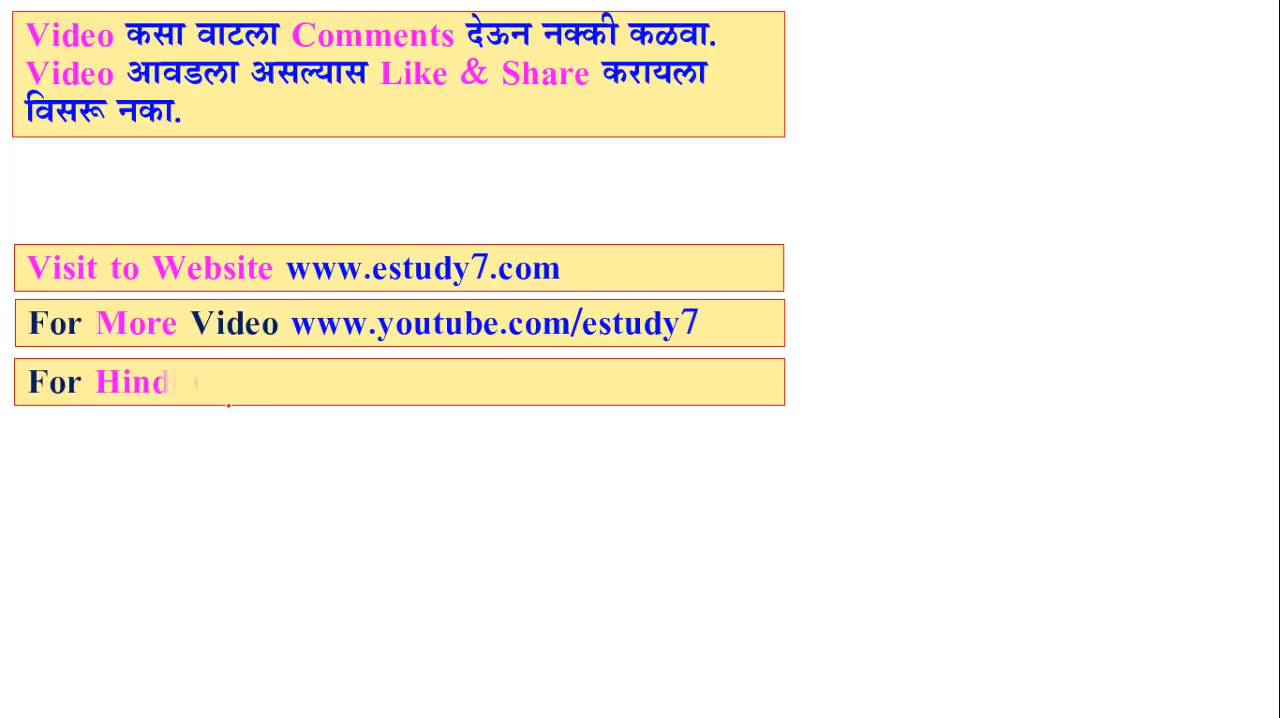 Video कसा वाटला Comments देऊन नक्की कळवा.
Video आवडला असल्यास Like & Share करायला
विसरू नका.
Visit to Website www.estudy7.com
For More Video www.youtube.com/estudy7
For